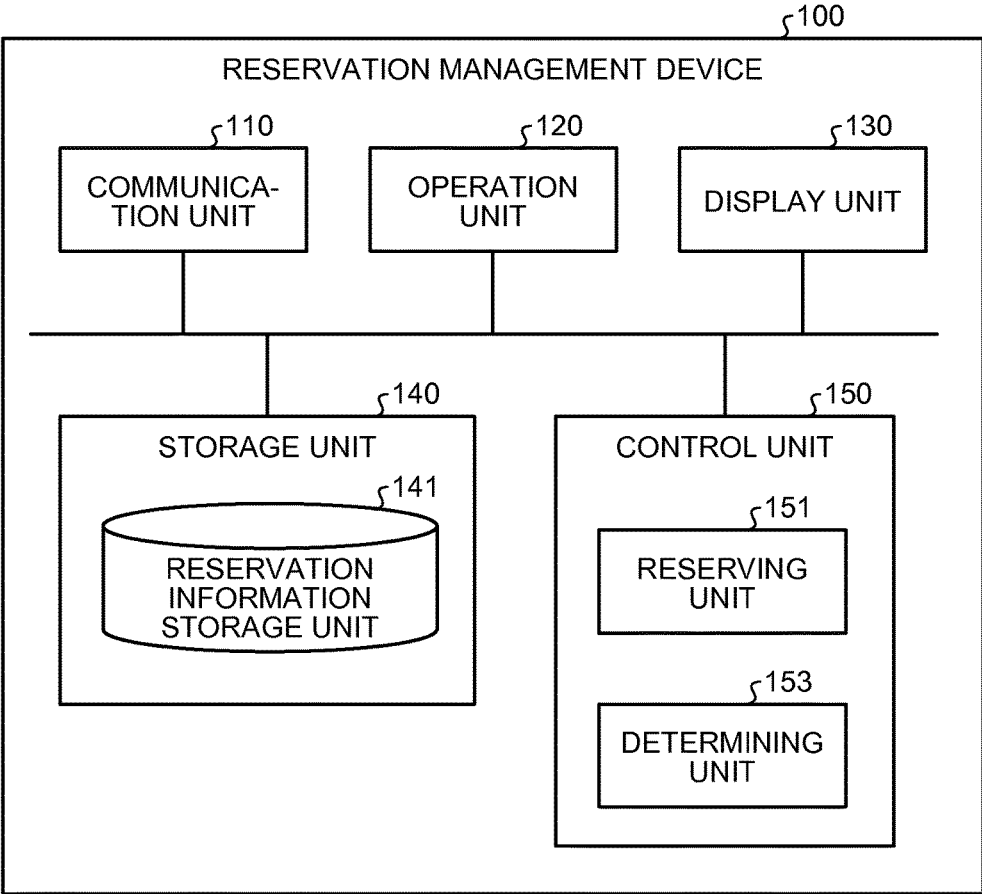 100
RESERVATION MANAGEMENT DEVICE
110
COMMUNICA-
TION UNIT
120
OPERATION
UNIT
130
DISPLAY UNIT
140
STORAGE UNIT
141
RESERVATION
INFORMATION
STORAGE UNIT
150
CONTROL UNIT
151
RESERVING
UNIT
153
DETERMINING
UNIT